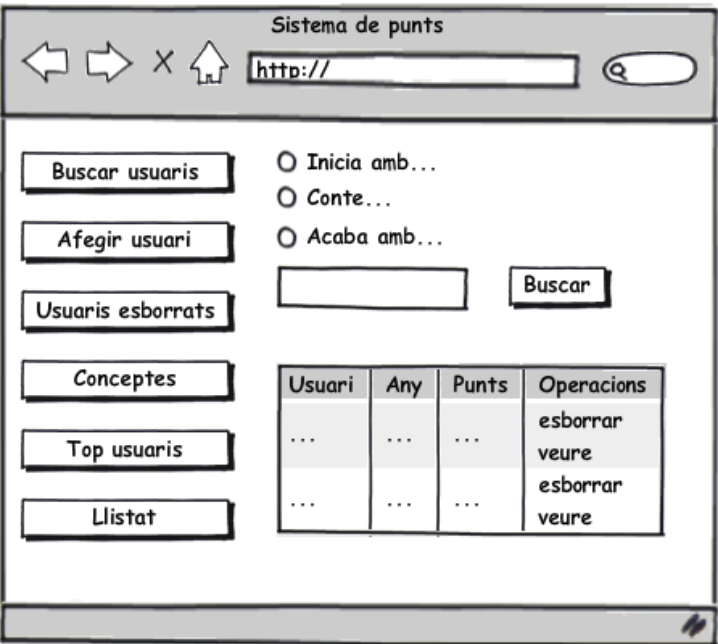 Sistema de punts
http://
Buscar usuaris
Afegir usuari
Usuaris esborrats
Conceptes
Top usuaris
Llistat
Inicia amb...
Conte...
Acaba amb...
Buscar
Usuari Any Punts Operacions
... ... ... esborrar
veure
... ... ... esborrar
veure